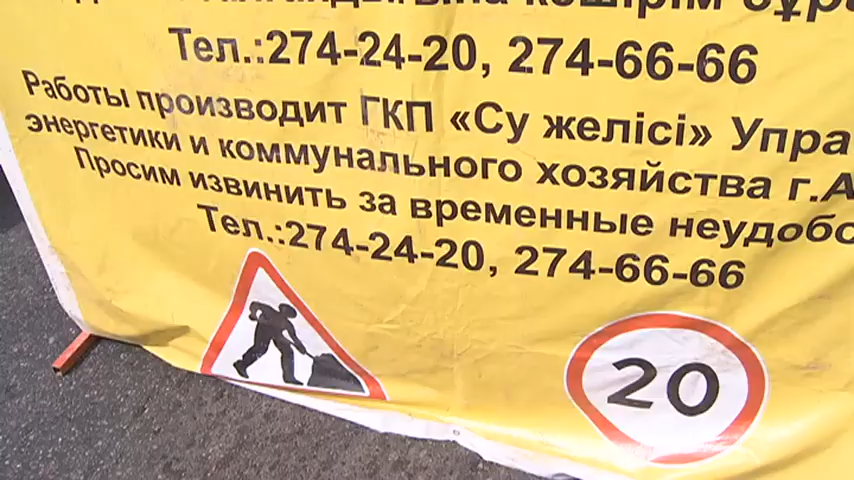 Тел.:274-24-20, 274-66-66
Работы производит ГКП «Су желісі» Упра
энергетики и коммунального хозяйства г.А
Просим извинить за временные неудобс
Тел.:274-24-20, 274-66-66
20